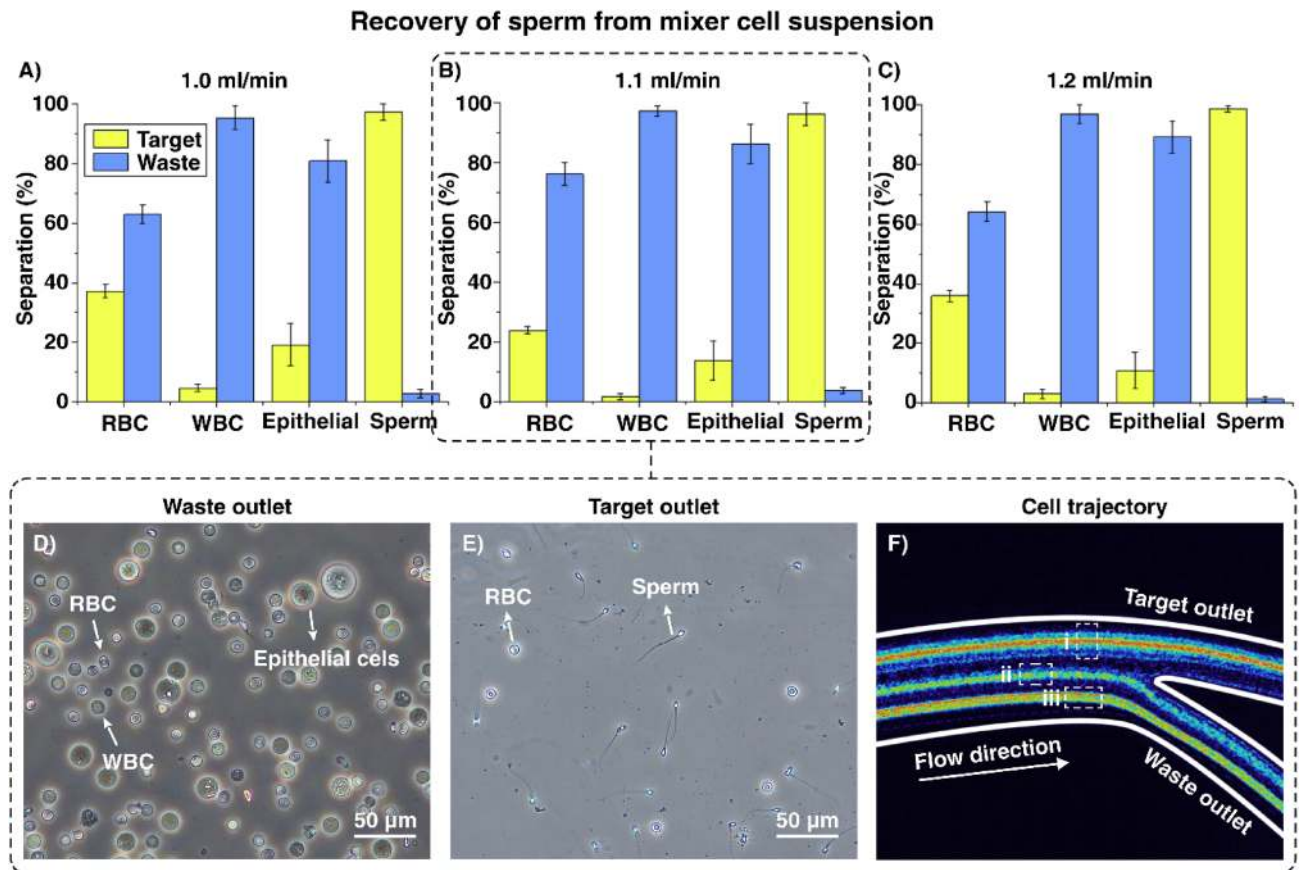 Recovery of sperm from mixer cell suspension
A)
1.0 ml/min
Separation (%)
100
80
60
40
20
0
Target
Waste
RBC WBC Epithelial Sperm
B)
1.1 ml/min
Separation (%)
100
80
60
40
20
0
RBC WBC Epithelial Sperm
C)
1.2 ml/min
Separation (%)
100
80
60
40
20
0
RBC WBC Epithelial Sperm
Waste outlet
D)
RBC
Epithelial cels
WBC
50 µm
Target outlet
E)
RBC
Sperm
50 µm
Cell trajectory
F)
Target outlet
i
ii
iii
Flow direction
Waste outlet